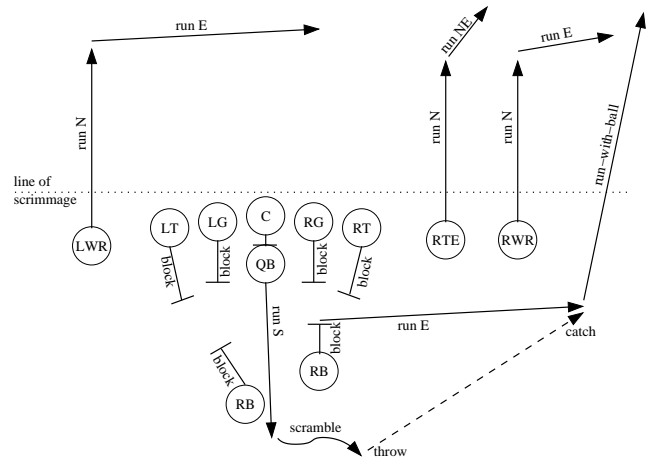 run E
run NE
run E
run N
run N
run N
run-with-ball
line of
scrimmage
LWR
LT
LG
C
RG
RT
RTE
RWR
QB
block
block
block
block
run S
run E
block
catch
block
RB
RB
scramble
throw